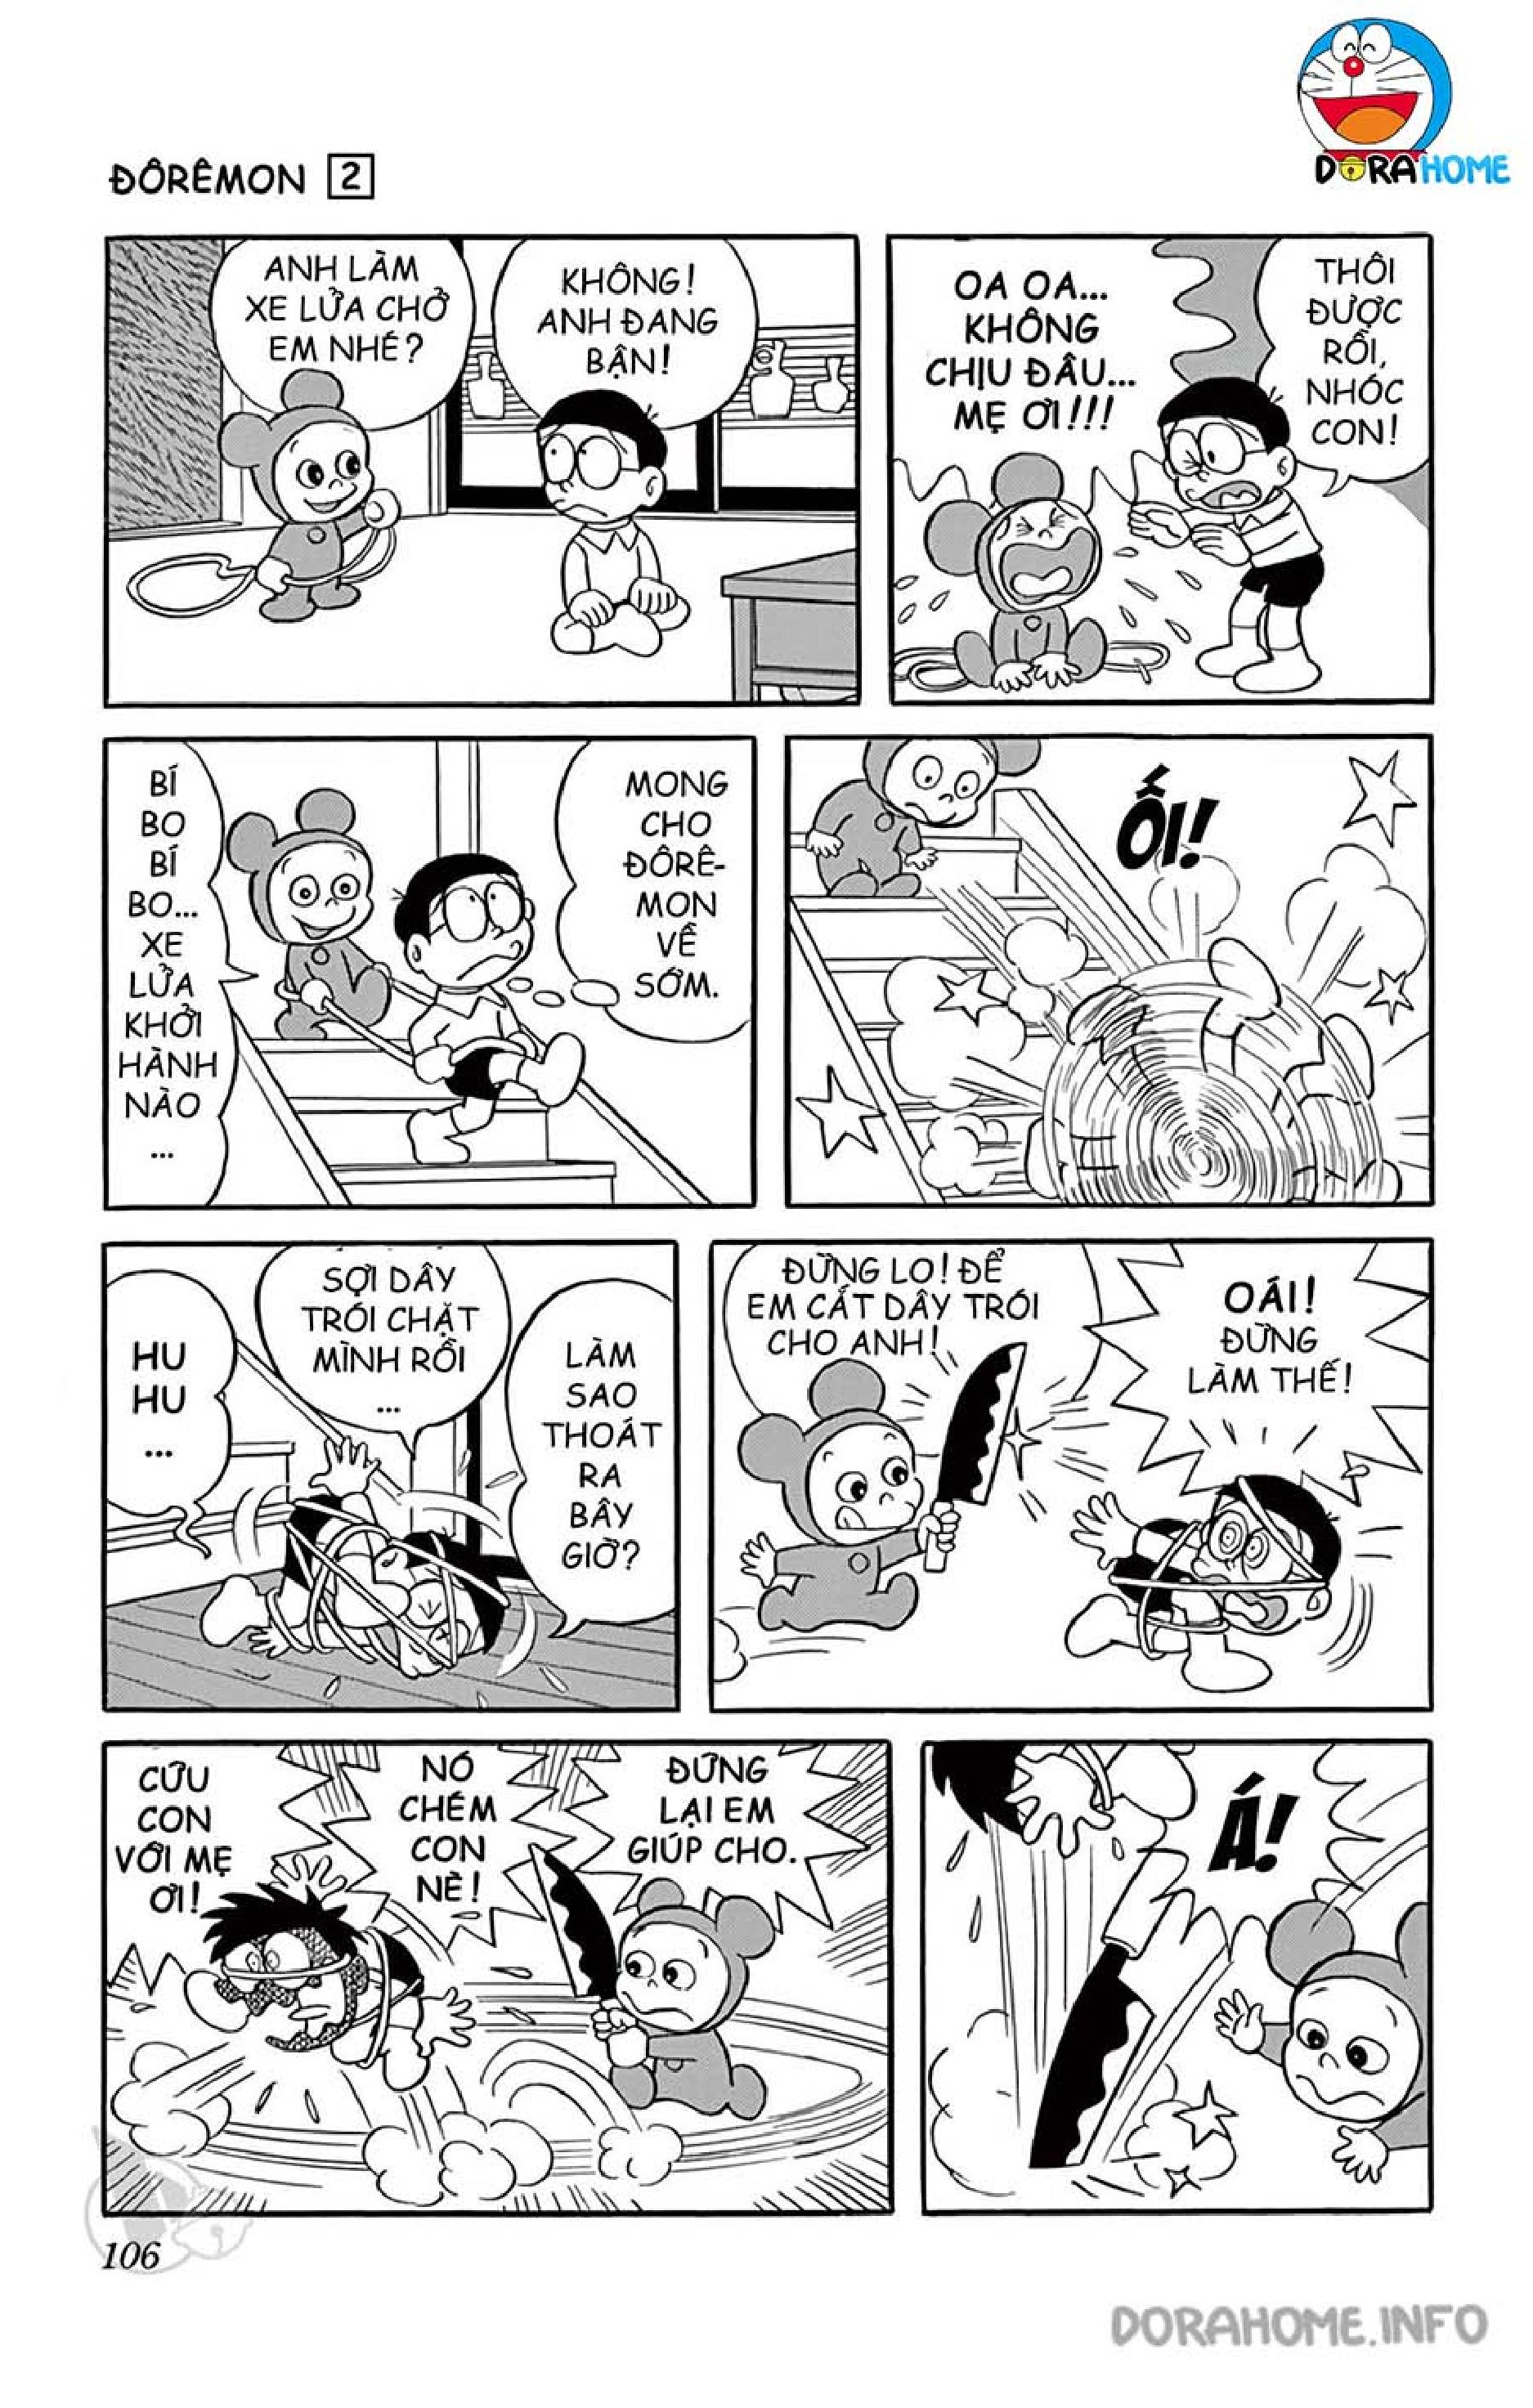 DORAHOME
ĐÔRÊMON 2
ANH LÀM
XE LỬA CHỞ
EM NHÉ?
KHÔNG!
ANH ĐANG
BẬN!
OA OA...
KHÔNG
CHỊU ĐÂU...
MẸ ƠI!!!
THÔI
ĐƯỢC
RỒI,
NHÓC
CON!
BÍ
BO
BÍ
BO...
XE
LỬA
KHỞI
HÀNH
NÀO
...
MONG
CHO
ĐÔRÊ-
MON
VỀ
SỚM.
ỐI!
HU
HU
...
SỢI DÂY
TRÓI CHẶT
MÌNH RỒI
...
LÀM
SAO
THOÁT
RA
BÂY
GIỜ?
ĐỪNG LO! ĐỂ
EM CẮT DÂY TRÓI
CHO ANH!
OÁI!
ĐỪNG
LÀM THẾ!
CỨU
CON
VỚI MẸ
ƠI!
NÓ
CHÉM
CON
NÈ!
ĐỨNG
LẠI EM
GIÚP CHO.
Á!
106
DORAHOME.INFO